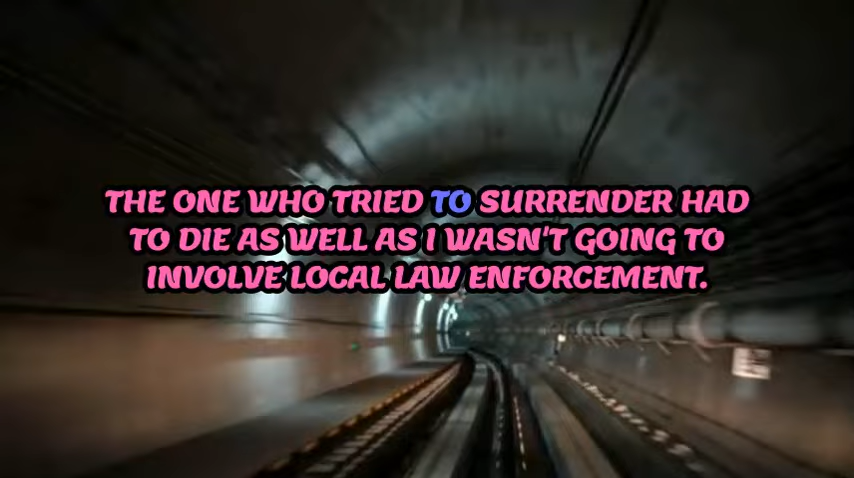 THE ONE WHO TRIED TO SURRENDER HAD
TO DIE AS WELL AS I WASN'T GOING TO
INVOLVE LOCAL LAW ENFORCEMENT.